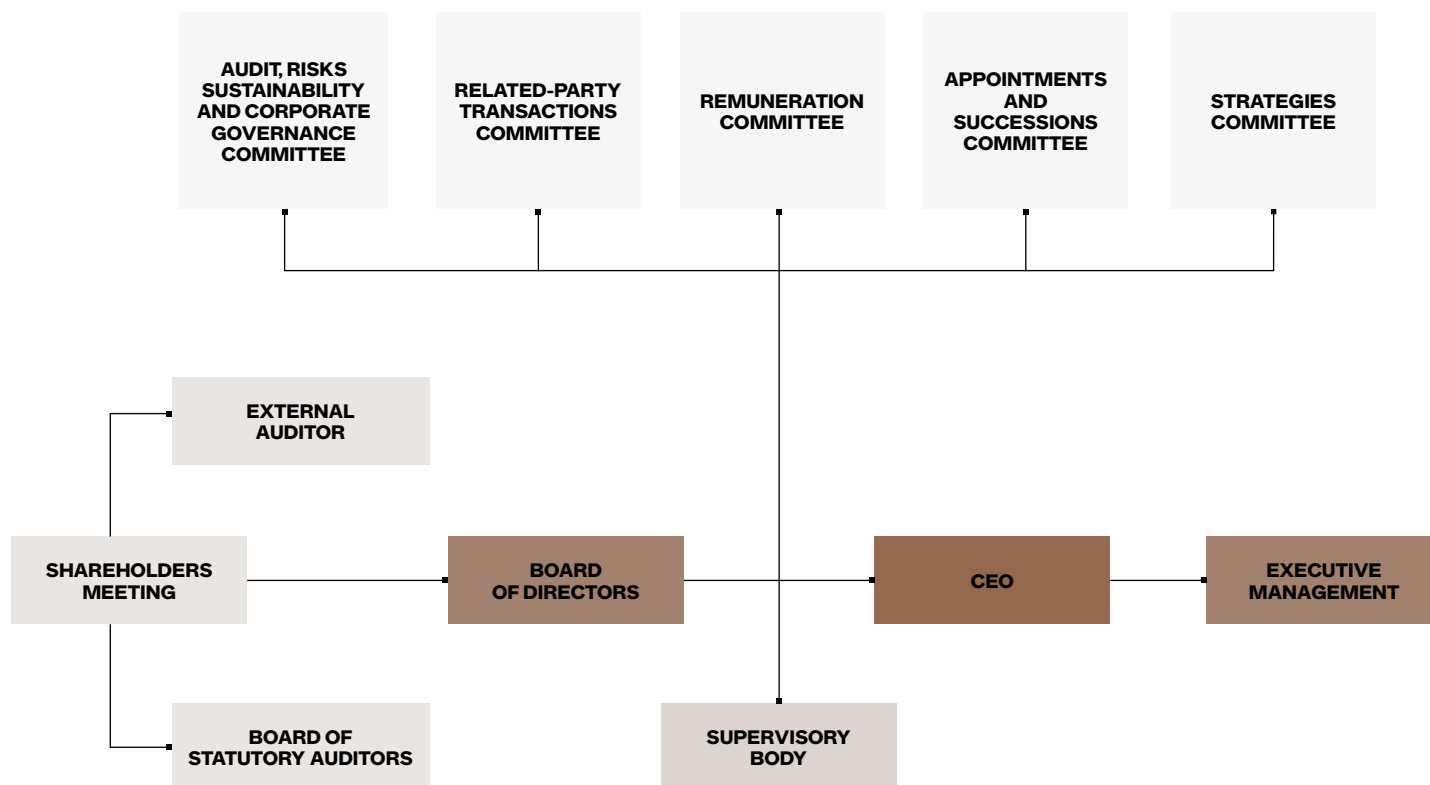 AUDIT, RISKS
SUSTAINABILITY
AND CORPORATE
GOVERNANCE
COMMITTEE
RELATED-PARTY
TRANSACTIONS
COMMITTEE
REMUNERATION
COMMITTEE
APPOINTMENTS
AND
SUCCESSIONS
COMMITTEE
STRATEGIES
COMMITTEE
EXTERNAL
AUDITOR
SHAREHOLDERS
MEETING
BOARD
OF DIRECTORS
CEO
EXECUTIVE
MANAGEMENT
BOARD OF
STATUTORY AUDITORS
SUPERVISORY
BODY